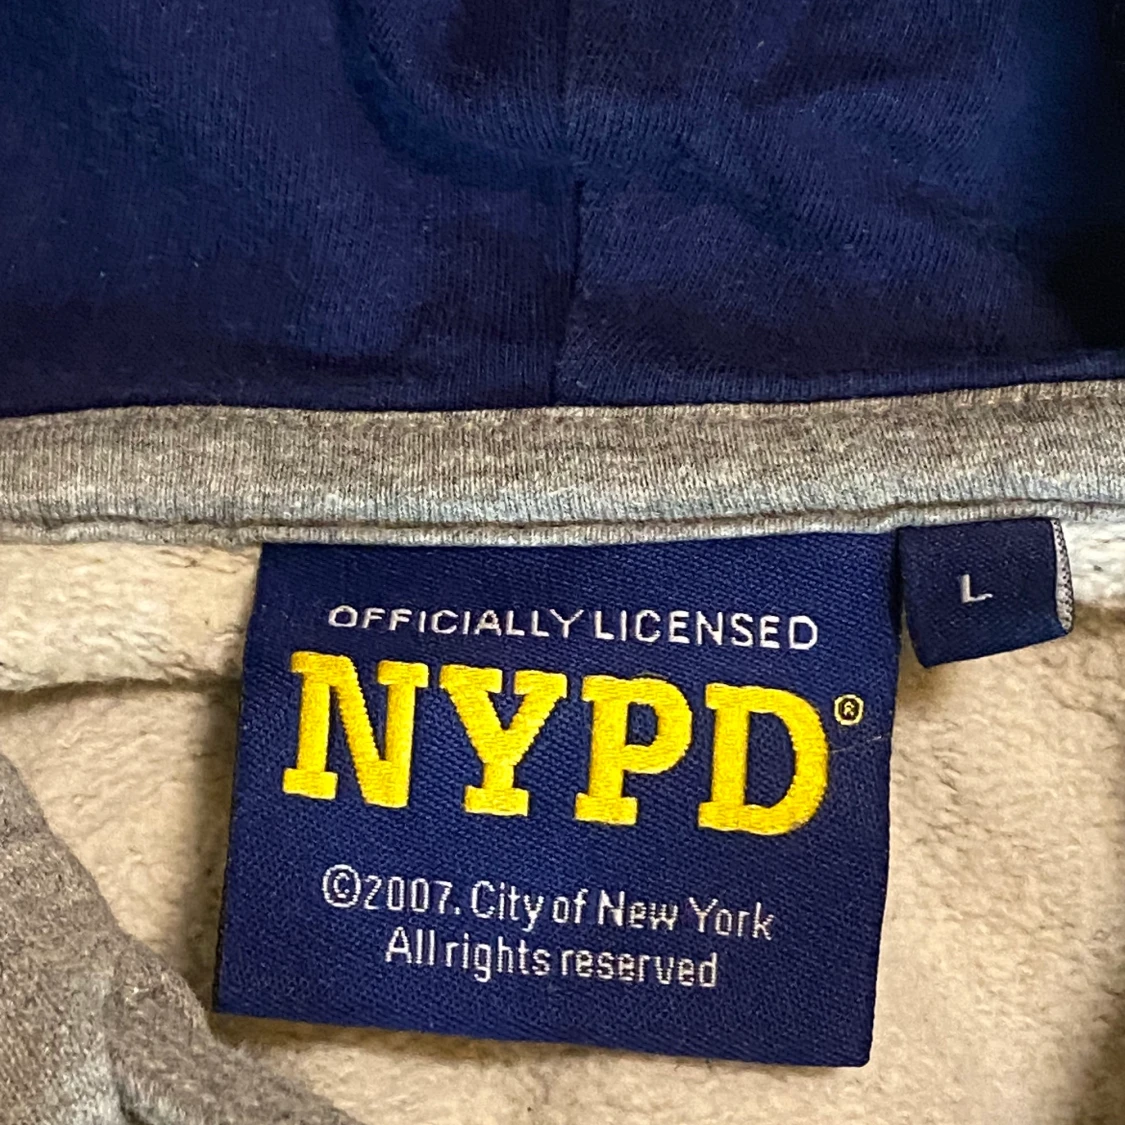 OFFICIALLY LICENSED
NYPD®
©2007. City of New York
All rights reserved
L